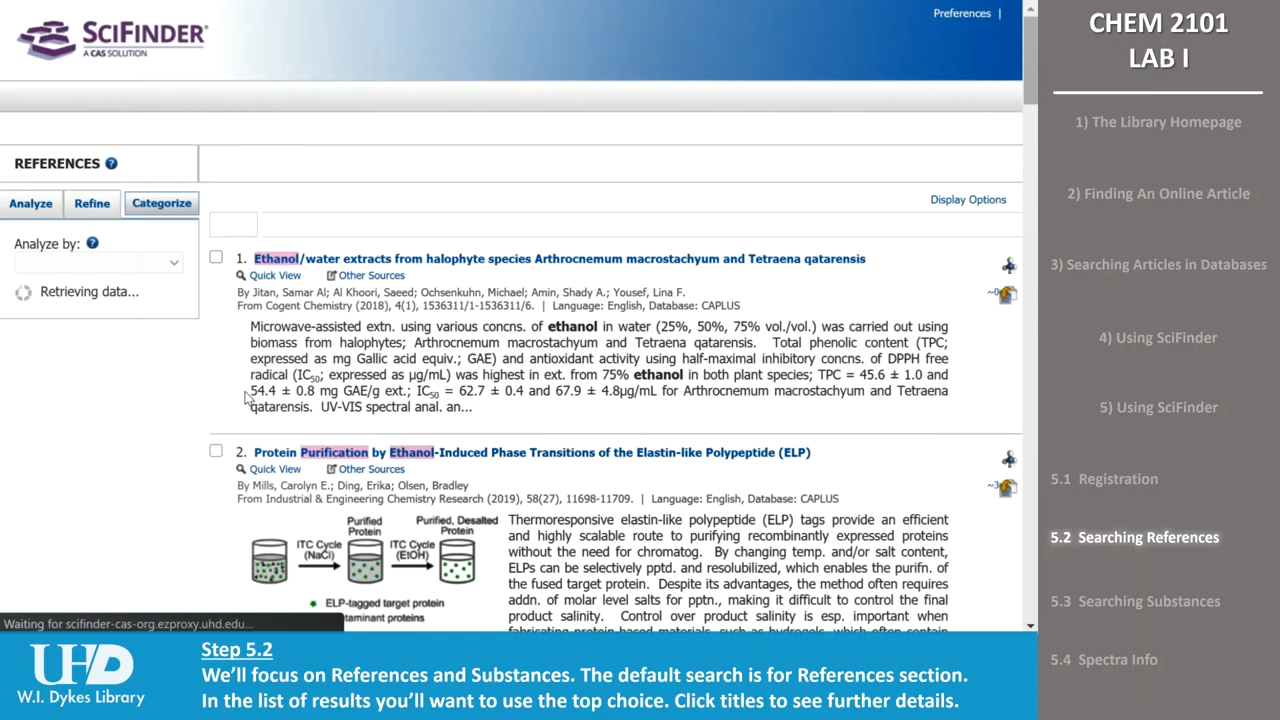 SCIFINDER®
A CAS SOLUTION
Preferences |
REFERENCES ?
Analyze Refine Categorize
Analyze by: ?
Retrieving data...
Display Options
1. Ethanol/water extracts from halophyte species Arthrocnemum macrostachyum and Tetraena qatarensis
Quick View Other Sources
By Jitan, Samar Al; Al Khoori, Saeed; Ochsenkuhn, Michael; Amin, Shady A.; Yousef, Lina F.
From Cogent Chemistry (2018), 4(1), 1536311/1-1536311/6. | Language: English, Database: CAPLUS
Microwave-assisted extn. using various concns. of ethanol in water (25%, 50%, 75% vol./vol.) was carried out using
biomass from halophytes; Arthrocnemum macrostachyum and Tetraena qatarensis. Total phenolic content (TPC;
expressed as mg Gallic acid equiv.; GAE) and antioxidant activity using half-maximal inhibitory concns. of DPPH free
radical (IC50; expressed as µg/mL) was highest in ext. from 75% ethanol in both plant species; TPC = 45.6 ± 1.0 and
54.4 ± 0.8 mg GAE/g ext.; IC50 = 62.7 ± 0.4 and 67.9 ± 4.8µg/mL for Arthrocnemum macrostachyum and Tetraena
qatarensis. UV-VIS spectral anal. an...
2. Protein Purification by Ethanol-Induced Phase Transitions of the Elastin-like Polypeptide (ELP)
Quick View Other Sources
By Mills, Carolyn E.; Ding, Erika; Olsen, Bradley
From Industrial & Engineering Chemistry Research (2019), 58(27), 11698-11709. | Language: English, Database: CAPLUS
Purified
Protein
Purified, Desalted
Protein
ITC Cycle
(NaCl)
ITC Cycle
(EtOH)
ELP-tagged target protein
taminant proteins
Thermoresponsive elastin-like polypeptide (ELP) tags provide an efficient
and highly scalable route to purifying recombinantly expressed proteins
without the need for chromatog. By changing temp. and/or salt content,
ELPs can be selectively pptd. and resolubilized, which enables the purifn. of
the fused target protein. Despite its advantages, the method often requires
addn. of molar level salts for pptn., making it difficult to control the final
product salinity. Control over product salinity is esp. important when
fabricating protein-based materials, such as hydrogels, which often contain
Waiting for scifinder-cas-org.ezproxy.uhd.edu...
UHD
W.I. Dykes Library
Step 5.2
We'll focus on References and Substances. The default search is for References section.
In the list of results you'll want to use the top choice. Click titles to see further details.
CHEM 2101
LAB I
1) The Library Homepage
2) Finding An Online Article
3) Searching Articles in Databases
4) Using SciFinder
5) Using SciFinder
5.1 Registration
5.2 Searching References
5.3 Searching Substances
5.4 Spectra Info